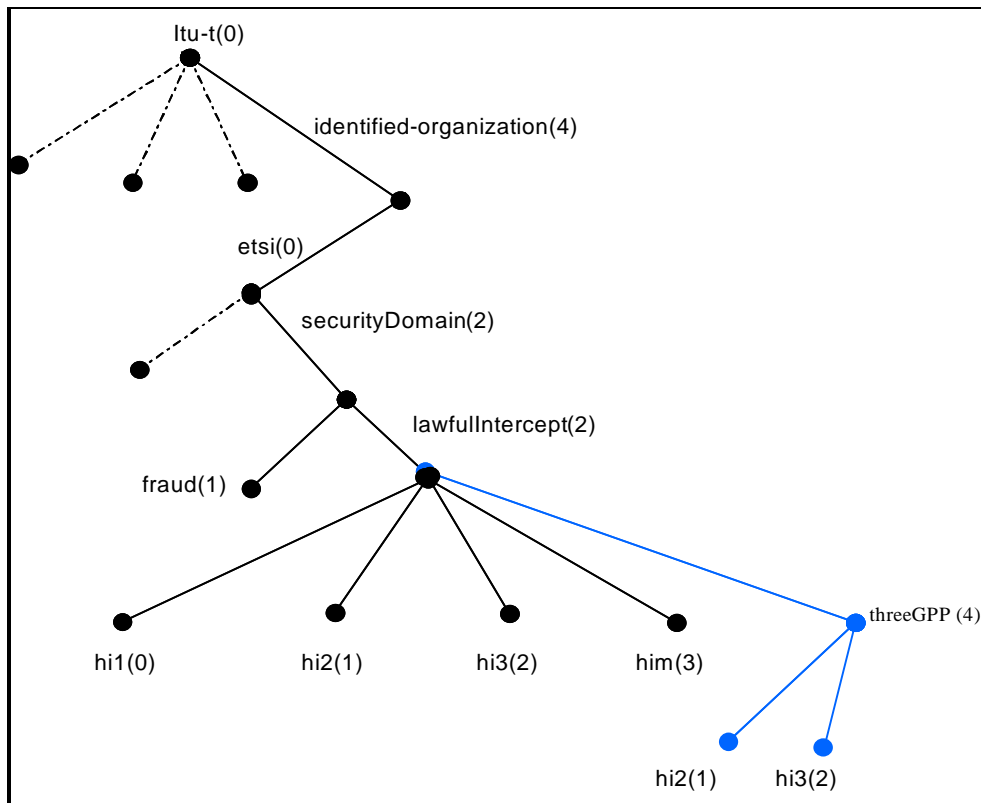 Itu-t(0)
identified-organization(4)
etsi(0)
securityDomain(2)
lawfulIntercept(2)
fraud(1)
threeGPP (4)
hi1(0)
hi2(1)
hi3(2)
him(3)
hi2(1)
hi3(2)